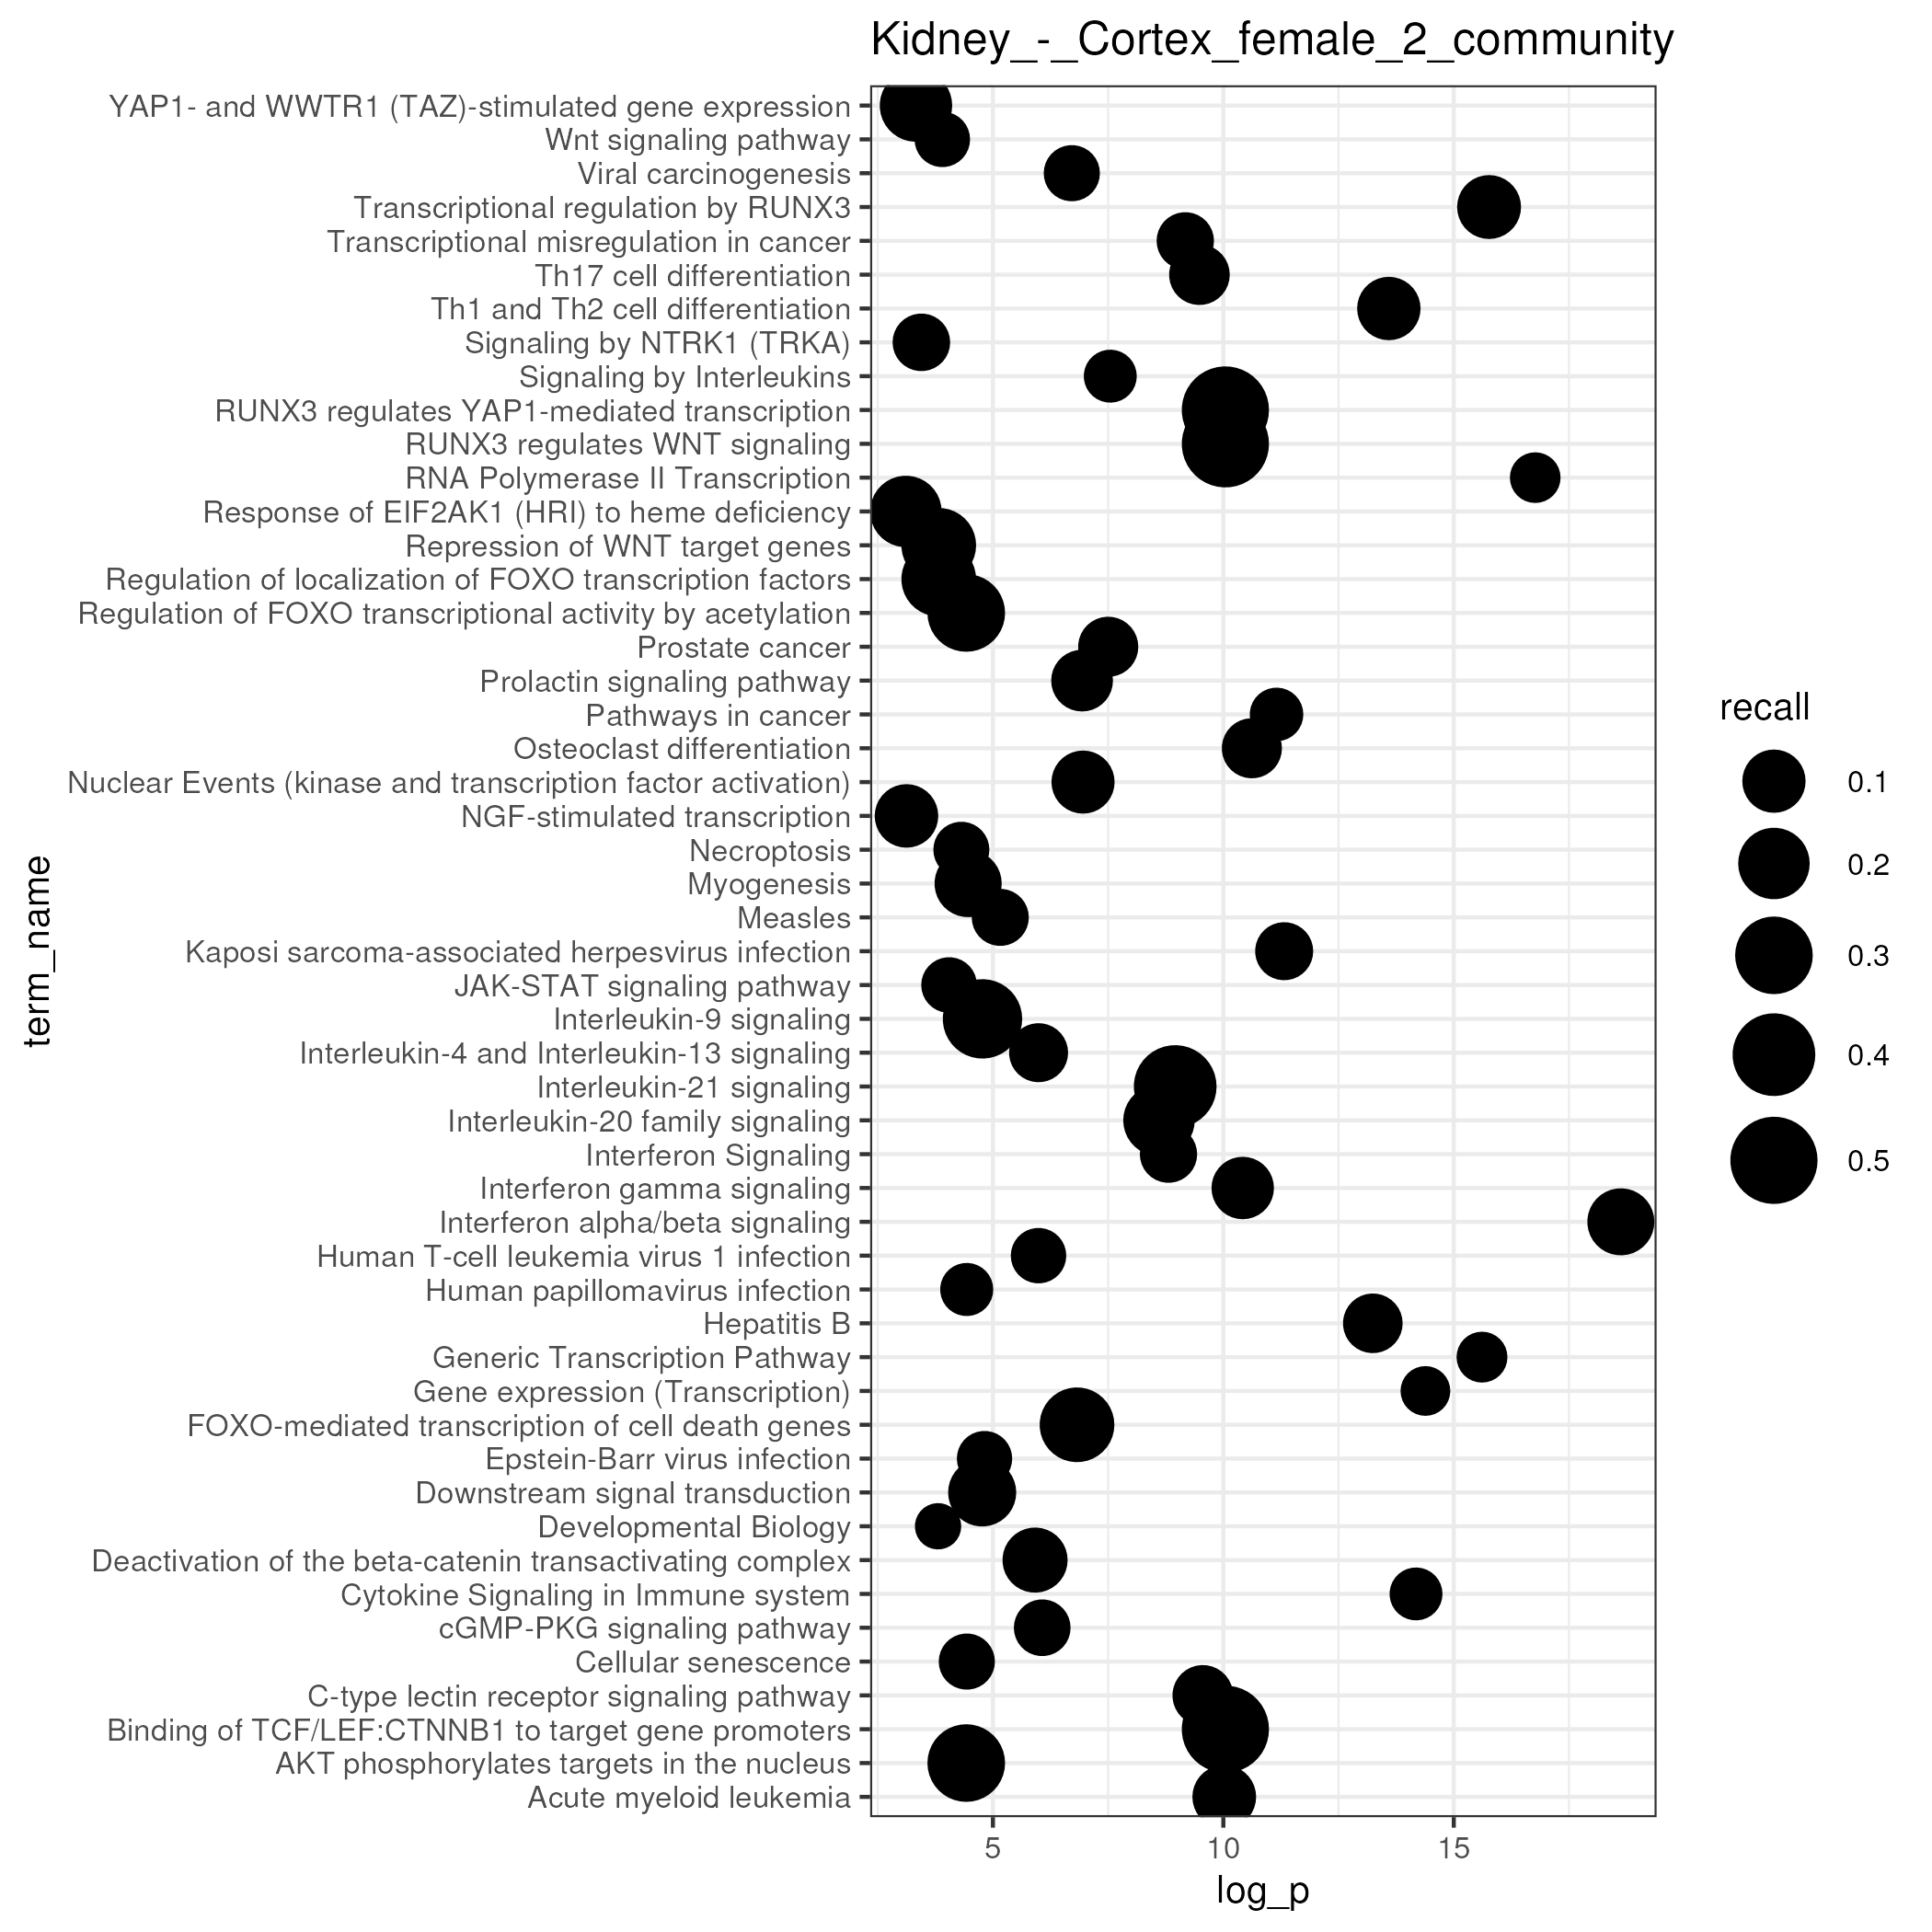 Kidney_-_Cortex_female_2_community
YAP1- and WWTR1 (TAZ)-stimulated gene expression
Wnt signaling pathway
Viral carcinogenesis
Transcriptional regulation by RUNX3
Transcriptional misregulation in cancer
Th17 cell differentiation
Th1 and Th2 cell differentiation
Signaling by NTRK1 (TRKA)
Signaling by Interleukins
RUNX3 regulates YAP1-mediated transcription
RUNX3 regulates WNT signaling
RNA Polymerase II Transcription
Response of EIF2AK1 (HRI) to heme deficiency
Repression of WNT target genes
Regulation of localization of FOXO transcription factors
Regulation of FOXO transcriptional activity by acetylation
Prostate cancer
Prolactin signaling pathway
Pathways in cancer
Osteoclast differentiation
Nuclear Events (kinase and transcription factor activation)
NGF-stimulated transcription
Necroptosis
Myogenesis
Measles
Kaposi sarcoma-associated herpesvirus infection
JAK-STAT signaling pathway
Interleukin-9 signaling
Interleukin-4 and Interleukin-13 signaling
Interleukin-21 signaling
Interleukin-20 family signaling
Interferon Signaling
Interferon gamma signaling
Interferon alpha/beta signaling
Human T-cell leukemia virus 1 infection
Human papillomavirus infection
Hepatitis B
Generic Transcription Pathway
Gene expression (Transcription)
FOXO-mediated transcription of cell death genes
Epstein-Barr virus infection
Downstream signal transduction
Developmental Biology
Deactivation of the beta-catenin transactivating complex
Cytokine Signaling in Immune system
cGMP-PKG signaling pathway
Cellular senescence
C-type lectin receptor signaling pathway
Binding of TCF/LEF:CTNNB1 to target gene promoters
AKT phosphorylates targets in the nucleus
Acute myeloid leukemia
term_name
5 10 15
log_p
recall
0.1
0.2
0.3
0.4
0.5